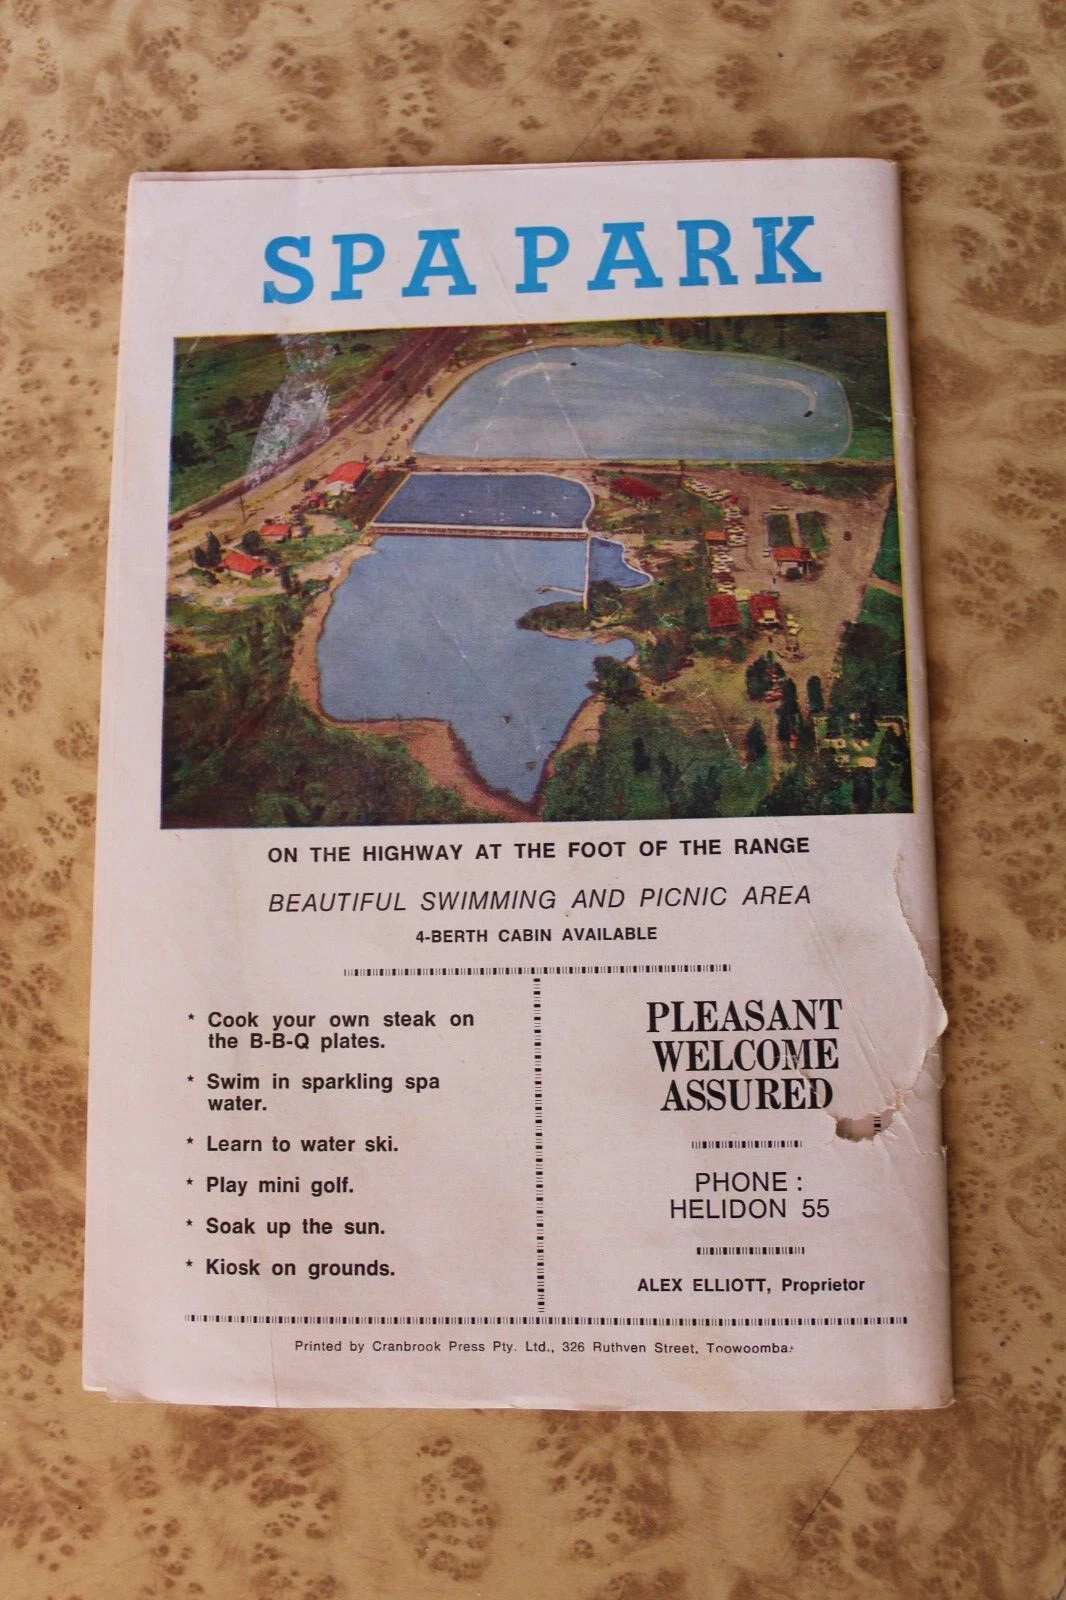 SPA PARK
ON THE HIGHWAY AT THE FOOT OF THE RANGE
BEAUTIFUL SWIMMING AND PICNIC AREA
4-BERTH CABIN AVAILABLE
* Cook your own steak on
the B-B-Q plates.
* Swim in sparkling spa
water.
* Learn to water ski.
* Play mini golf.
* Soak up the sun.
* Kiosk on grounds.
PLEASANT
WELCOME
ASSURED
PHONE :
HELIDON 55
ALEX ELLIOTT, Proprietor
Printed by Cranbrook Press Pty. Ltd., 326 Ruthven Street, Toowoomba.